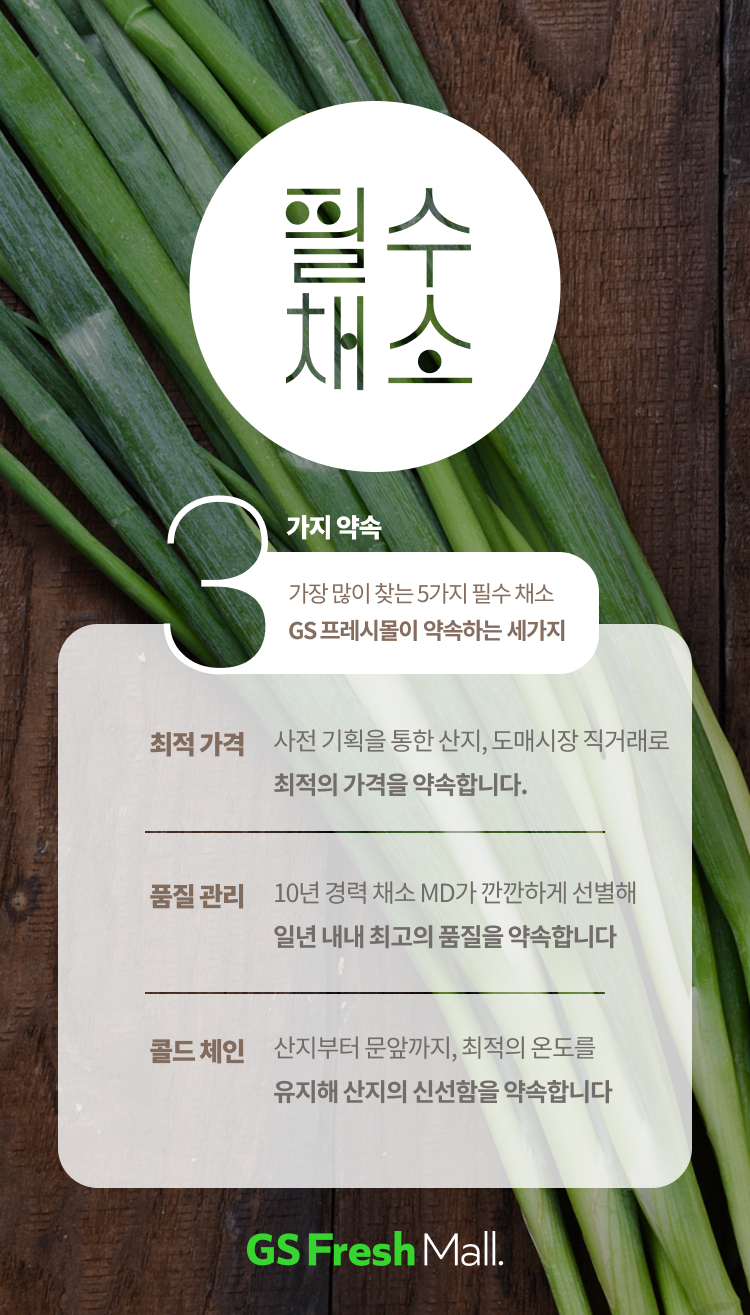 필수
채소
3가지 약속
가장 많이 찾는 5가지 필수 채소
GS프레시몰이 약속하는 세가지
최적 가격
사전 기획을 통한 산지, 도매시장 직거래로
최적의 가격을 약속합니다.
품질 관리
10년 경력 채소 MD가 깐깐하게 선별해
일년 내내 최고의 품질을 약속합니다
콜드 체인
산지부터 문앞까지, 최적의 온도를
유지해 산지의 신선함을 약속합니다
GS Fresh Mall.